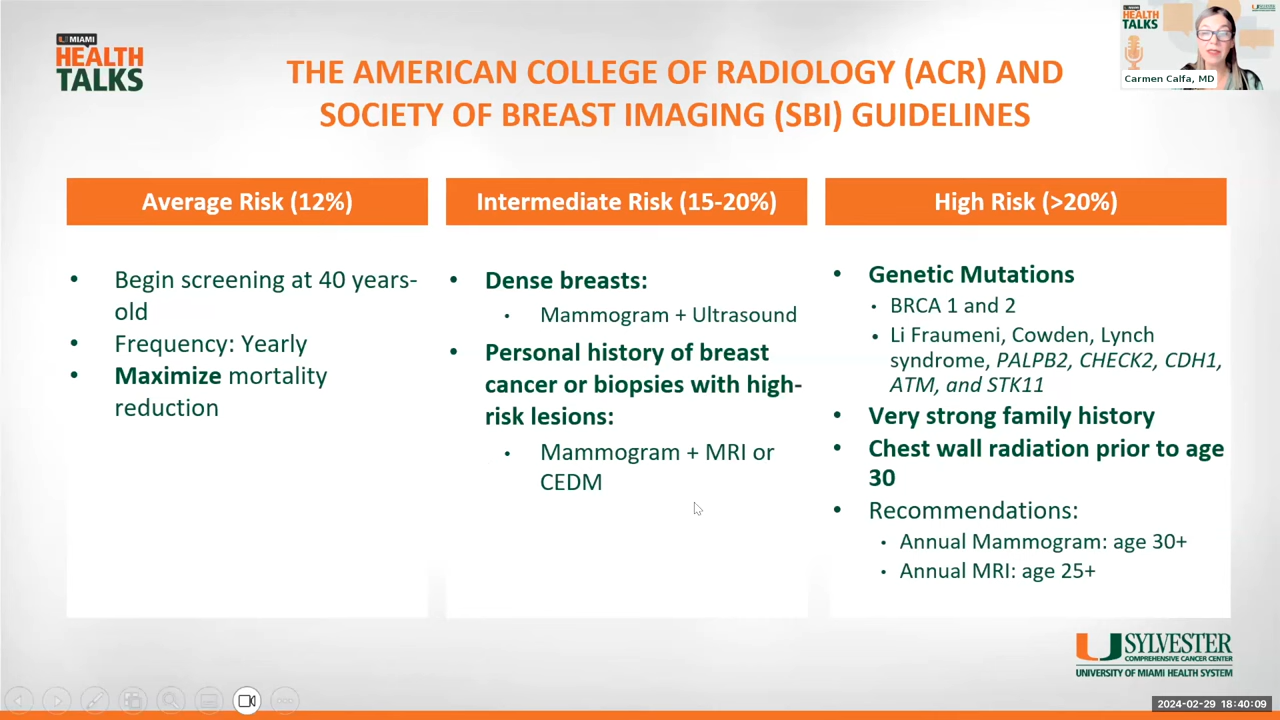 U MIAMI
HEALTH
TALKS
THE AMERICAN COLLEGE OF RADIOLOGY (ACR) AND
SOCIETY OF BREAST IMAGING (SBI) GUIDELINES
HEALTH
TALKS
SYLVESTER
Carmen Calfa, MD
Average Risk (12%)
• Begin screening at 40 years-
old
• Frequency: Yearly
• Maximize mortality
reduction
Intermediate Risk (15-20%)
• Dense breasts:
• Mammogram + Ultrasound
• Personal history of breast
cancer or biopsies with high-
risk lesions:
• Mammogram + MRI or
CEDM
High Risk (>20%)
• Genetic Mutations
• BRCA 1 and 2
• Li Fraumeni, Cowden, Lynch
syndrome, PALPB2, CHECK2, CDH1,
ATM, and STK11
• Very strong family history
• Chest wall radiation prior to age
30
• Recommendations:
• Annual Mammogram: age 30+
• Annual MRI: age 25+
SYLVESTER
COMPREHENSIVE CANCER CENTER
UNIVERSITY OF MIAMI HEALTH SYSTEM
2024-02-29 18:40:09